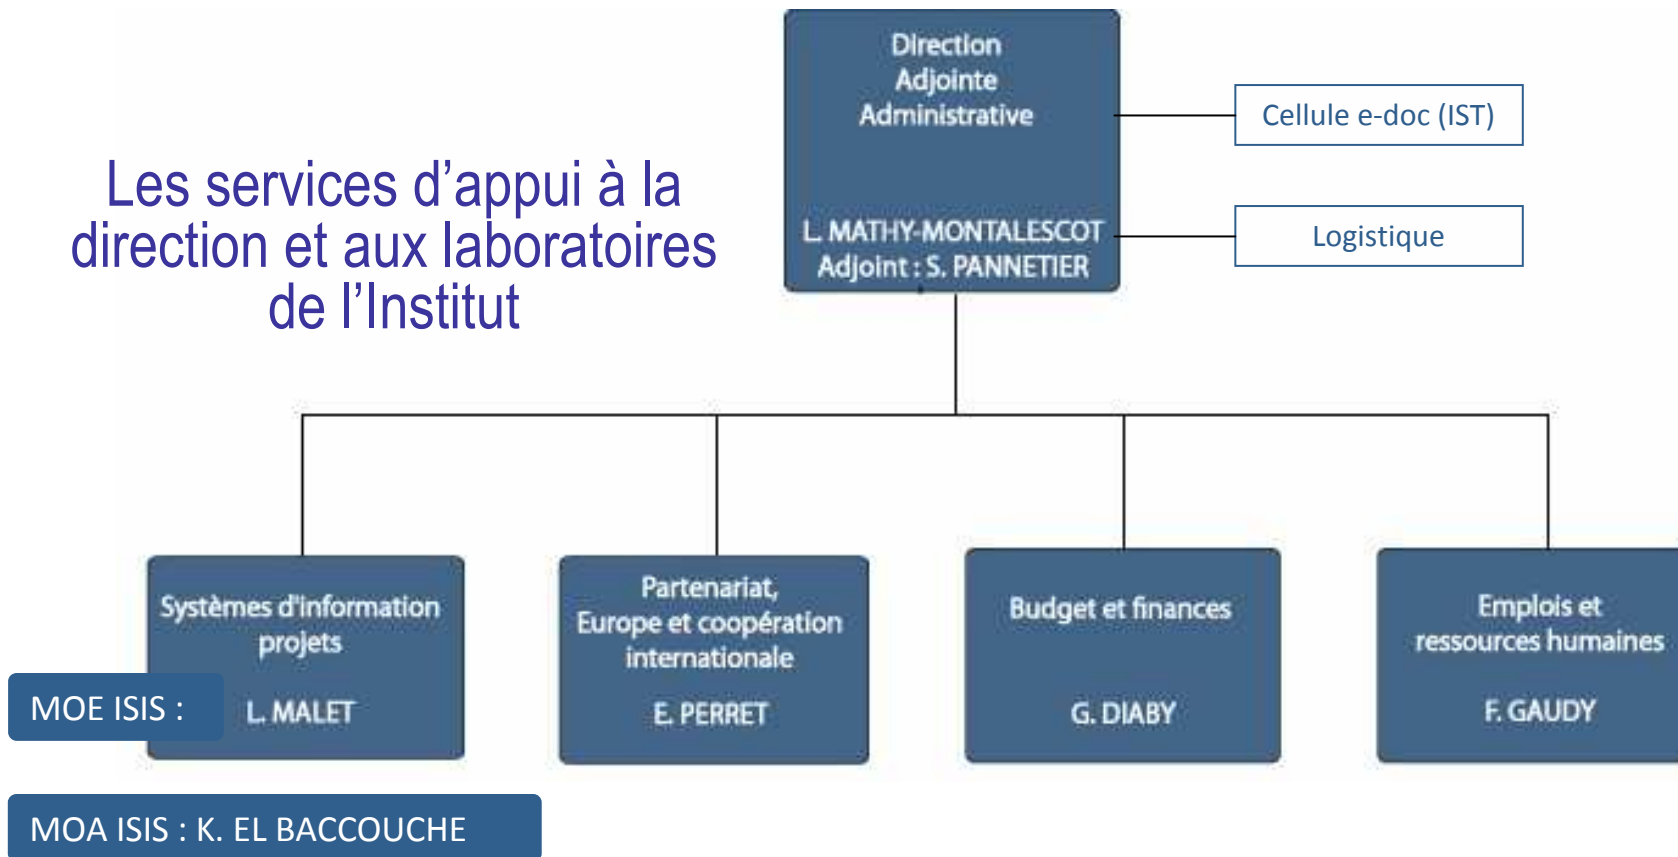 Direction
Adjointe
Administrative
L. MATHY-MONTALESCOT
Adjoint : S. PANNETIER
Cellule e-doc (IST)
Logistique
Les services d’appui à la
direction et aux laboratoires
de l’Institut
Systèmes d'information
projets
L. MALET
Partenariat,
Europe et coopération
internationale
E. PERRET
Budget et finances
G. DIABY
Emplois et
ressources humaines
F. GAUDY
MOE ISIS :
MOA ISIS : K. EL BACCOUCHE